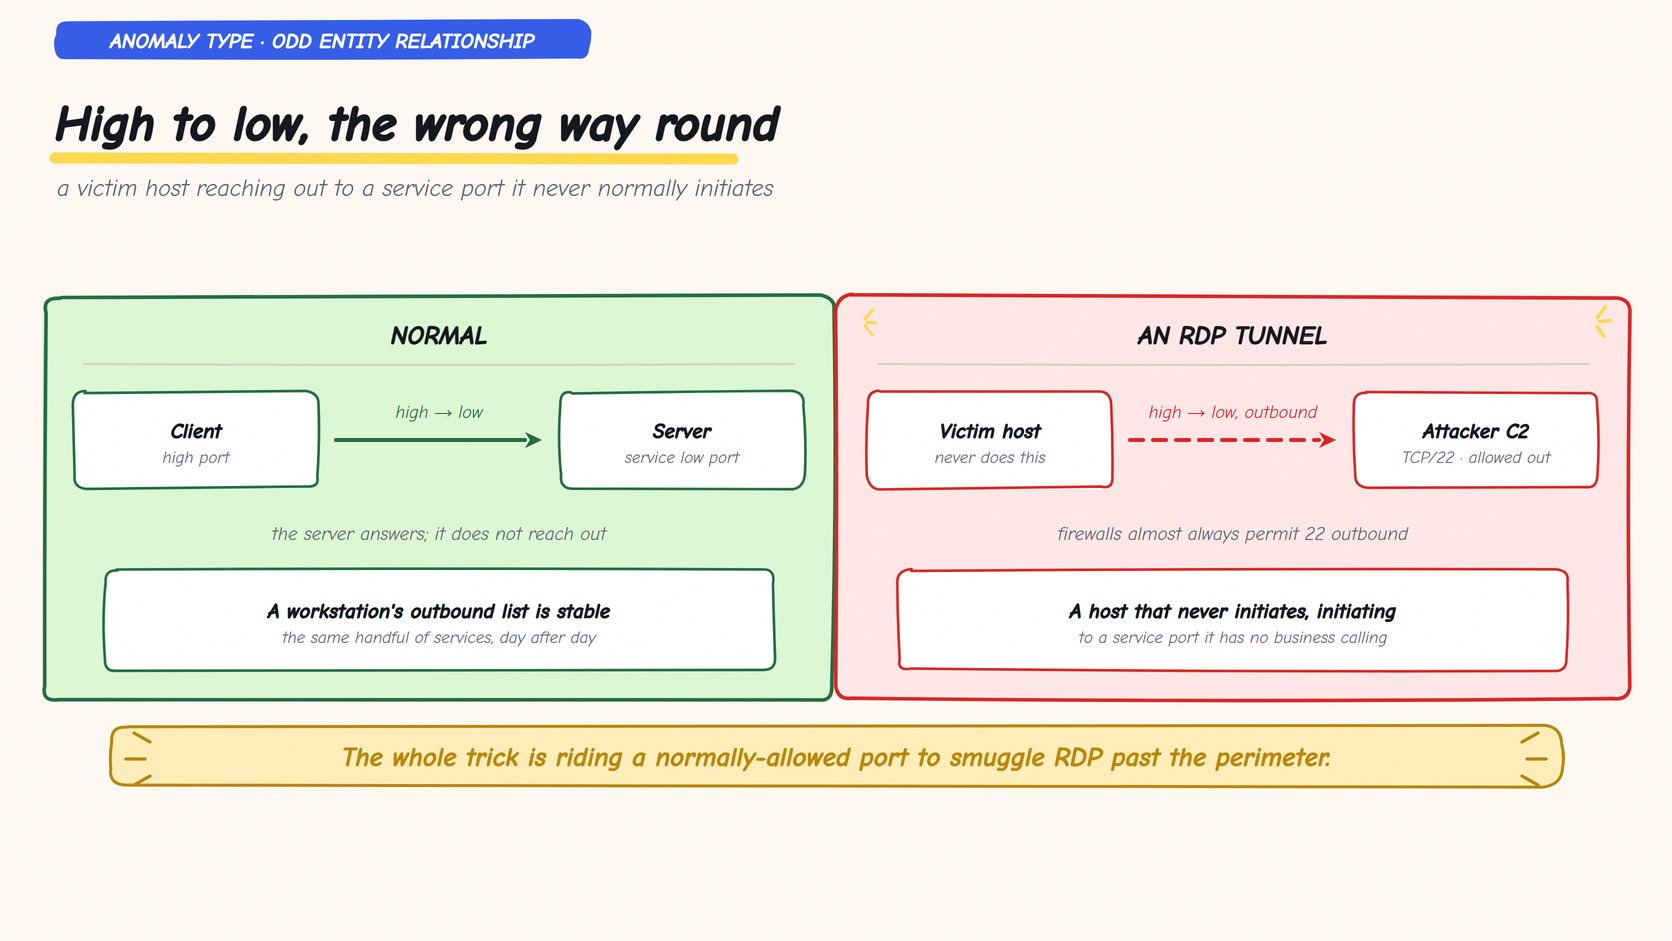 ANOMALY TYPE · ODD ENTITY RELATIONSHIP
High to low, the wrong way round
a victim host reaching out to a service port it never normally initiates
NORMAL
Client
high port
high → low
Server
service low port
the server answers; it does not reach out
A workstation's outbound list is stable
the same handful of services, day after day
AN RDP TUNNEL
Victim host
never does this
high → low, outbound
Attacker C2
TCP/22 · allowed out
firewalls almost always permit 22 outbound
A host that never initiates, initiating
to a service port it has no business calling
The whole trick is riding a normally-allowed port to smuggle RDP past the perimeter.